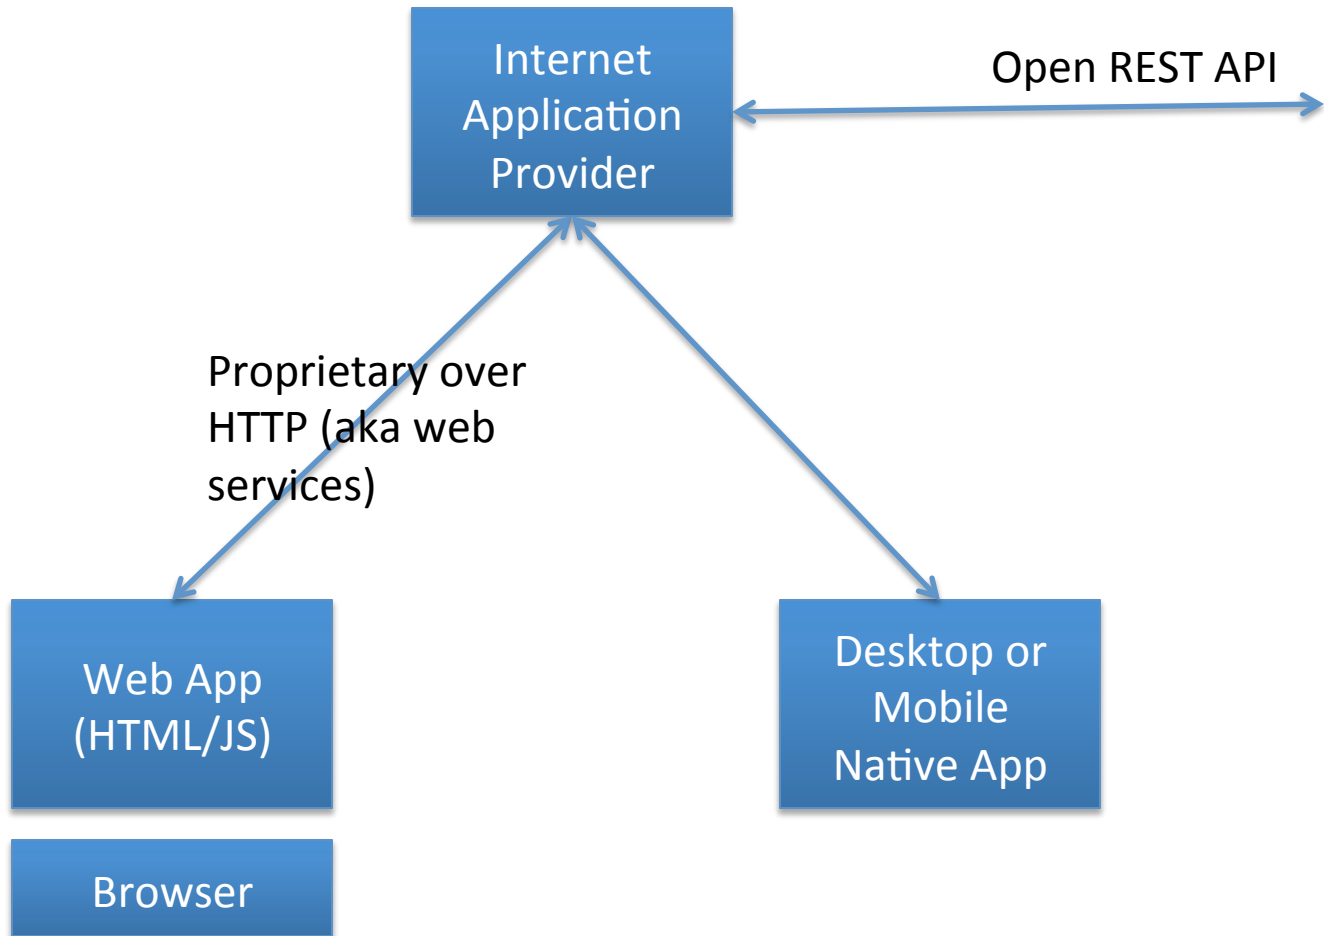 Internet
Application
Provider
Open REST API
Proprietary over
HTTP (aka web
services)
Web App
(HTML/JS)
Desktop or
Mobile
Native App
Browser